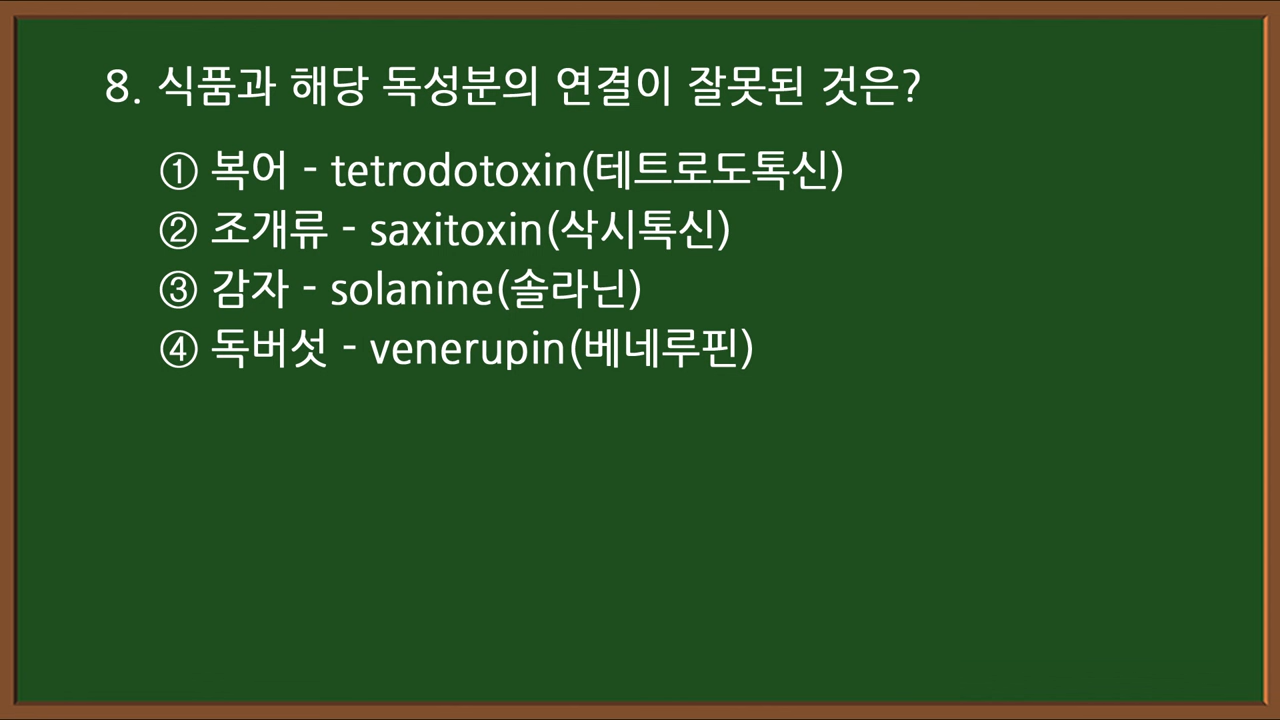 8. 식품과 해당 독성분의 연결이 잘못된 것은?
① 복어 - tetrodotoxin(테트로도톡신)
② 조개류 - saxitoxin(삭시톡신)
③ 감자 - solanine(솔라닌)
④ 독버섯 - venerupin(베네루핀)